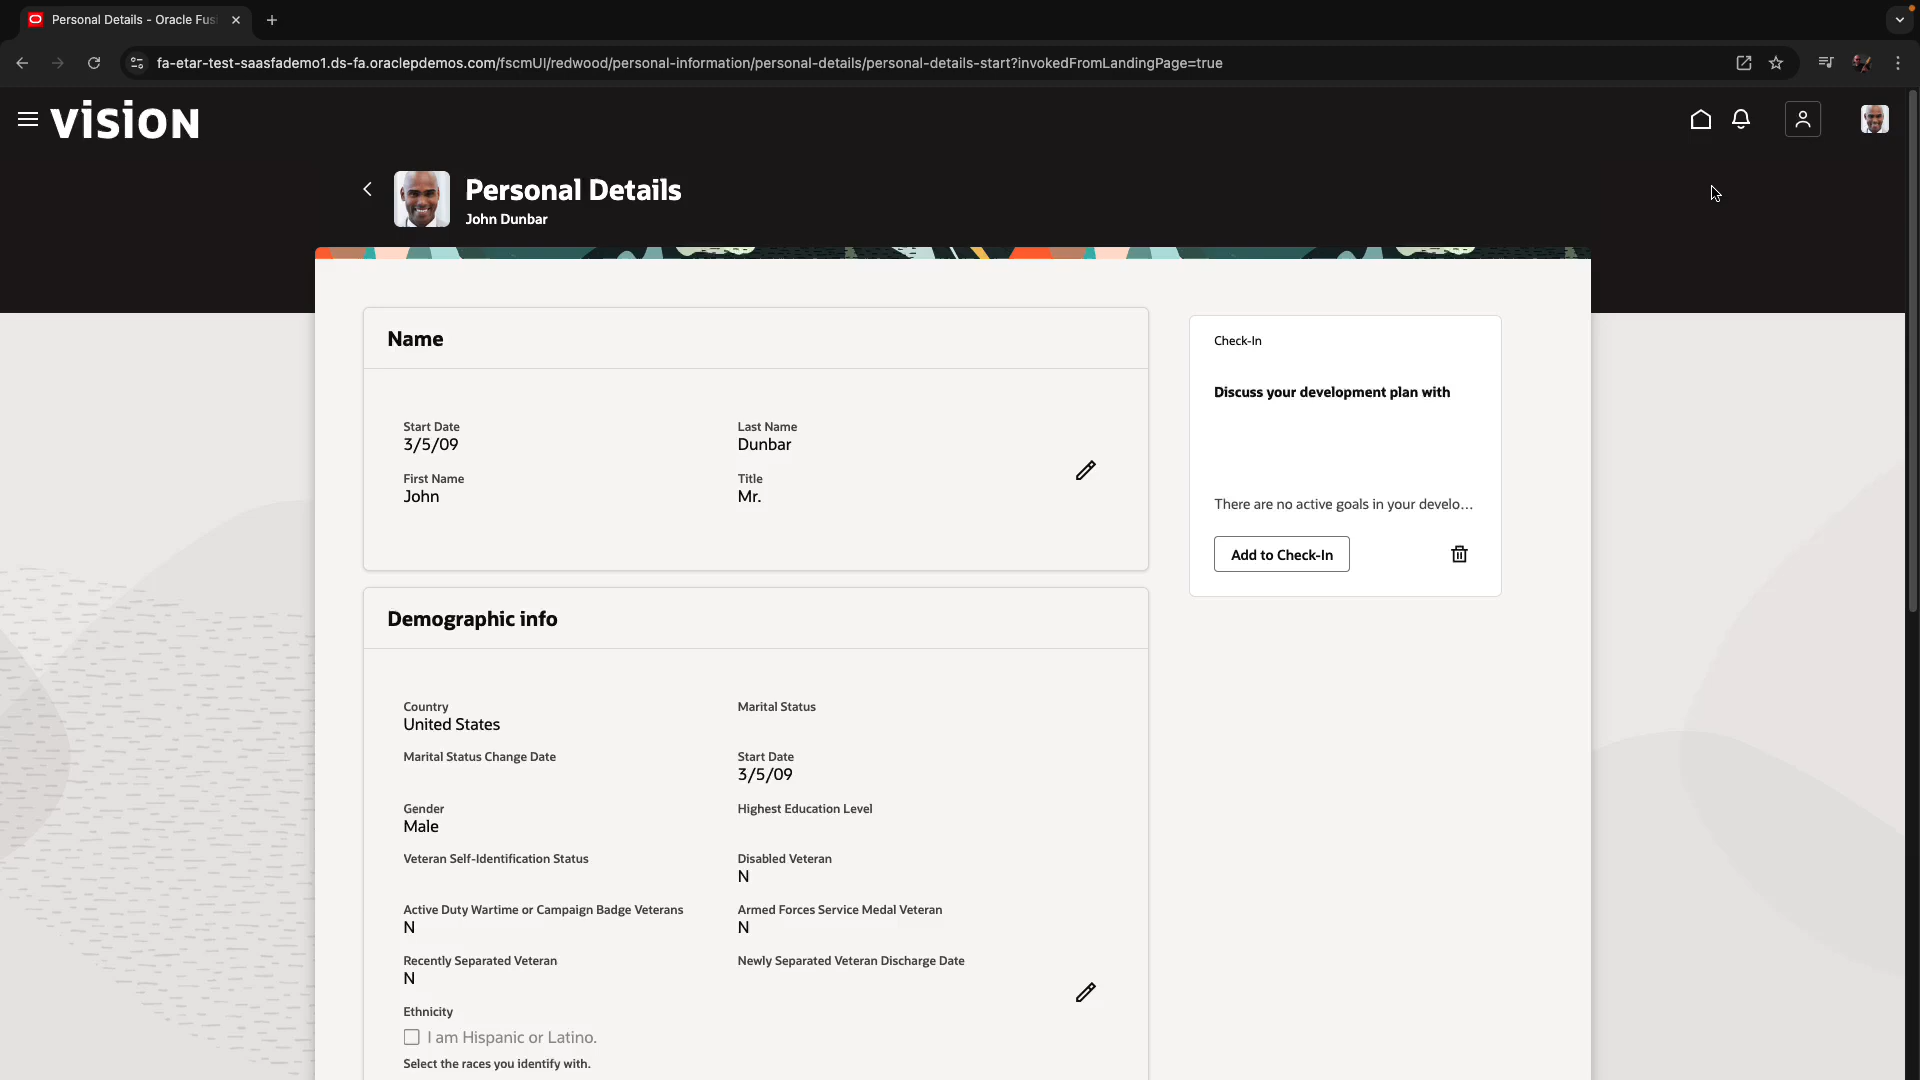 Personal Details - Oracle Fus
fa-etar-test-saasfademo1.ds-fa.oraclepdemos.com/fscmUI/redwood/personal-information/personal-details/personal-details-start?invokedFromLandingPage=true
vision
Personal Details
John Dunbar
Name
Start Date
3/5/09
Last Name
Dunbar
First Name
John
Title
Mr.
Check-In
Discuss your development plan with
There are no active goals in your develo...
Add to Check-In
Demographic info
Country
United States
Marital Status
Marital Status Change Date
Start Date
3/5/09
Gender
Male
Highest Education Level
Veteran Self-Identification Status
Disabled Veteran
N
Active Duty Wartime or Campaign Badge Veterans
N
Armed Forces Service Medal Veteran
N
Recently Separated Veteran
N
Newly Separated Veteran Discharge Date
Ethnicity
I am Hispanic or Latino.
Select the races you identify with.